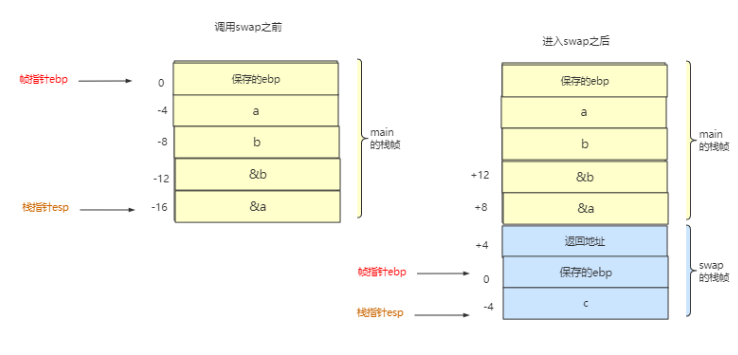 调用swap之前
帧指针ebp
0
保存的ebp
-4
a
-8
b
-12
&b
栈指针esp
-16
&a
main
的栈帧
进入swap之后
保存的ebp
a
b
+12
&b
+8
&a
main
的栈帧
+4
返回地址
帧指针ebp
0
保存的ebp
栈指针esp
-4
c
swap
的栈帧